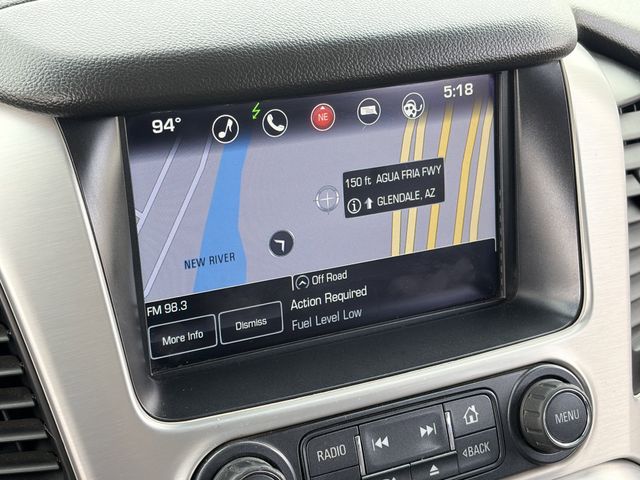 94°
NE
5:18
150 ft AGUA FRIA FWY
GLENDALE, AZ
NEW RIVER
Off Road
FM 98.3
Action Required
More Info
Dismiss
Fuel Level Low
RADIO
BACK
MENU